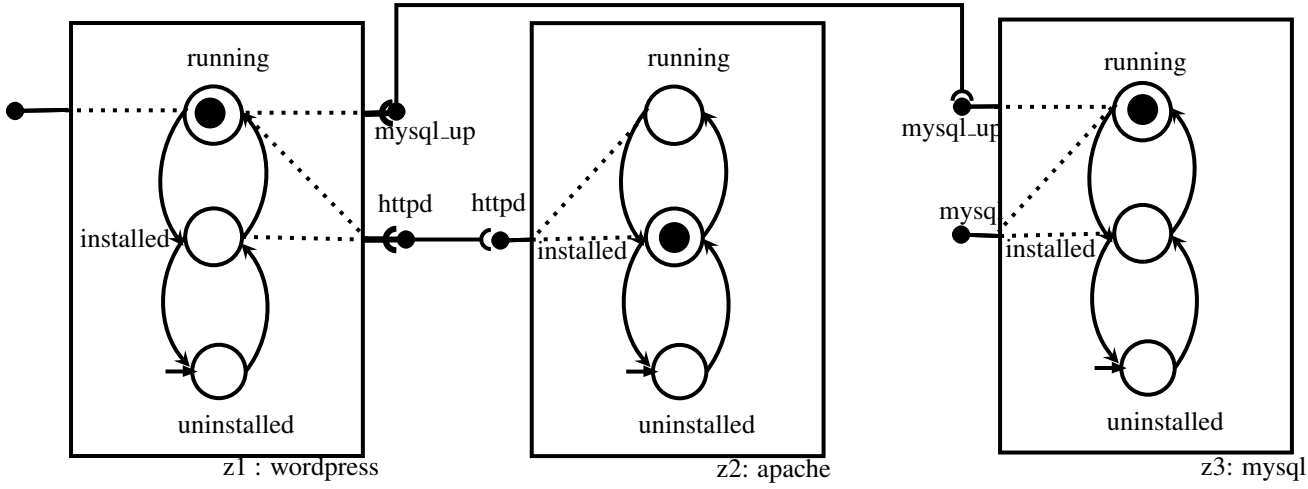 running
mysql_up
httpd
installed
uninstalled
z1 : wordpress
running
httpd
installed
uninstalled
z2: apache
running
mysql_up
mysql
installed
uninstalled
z3: mysql